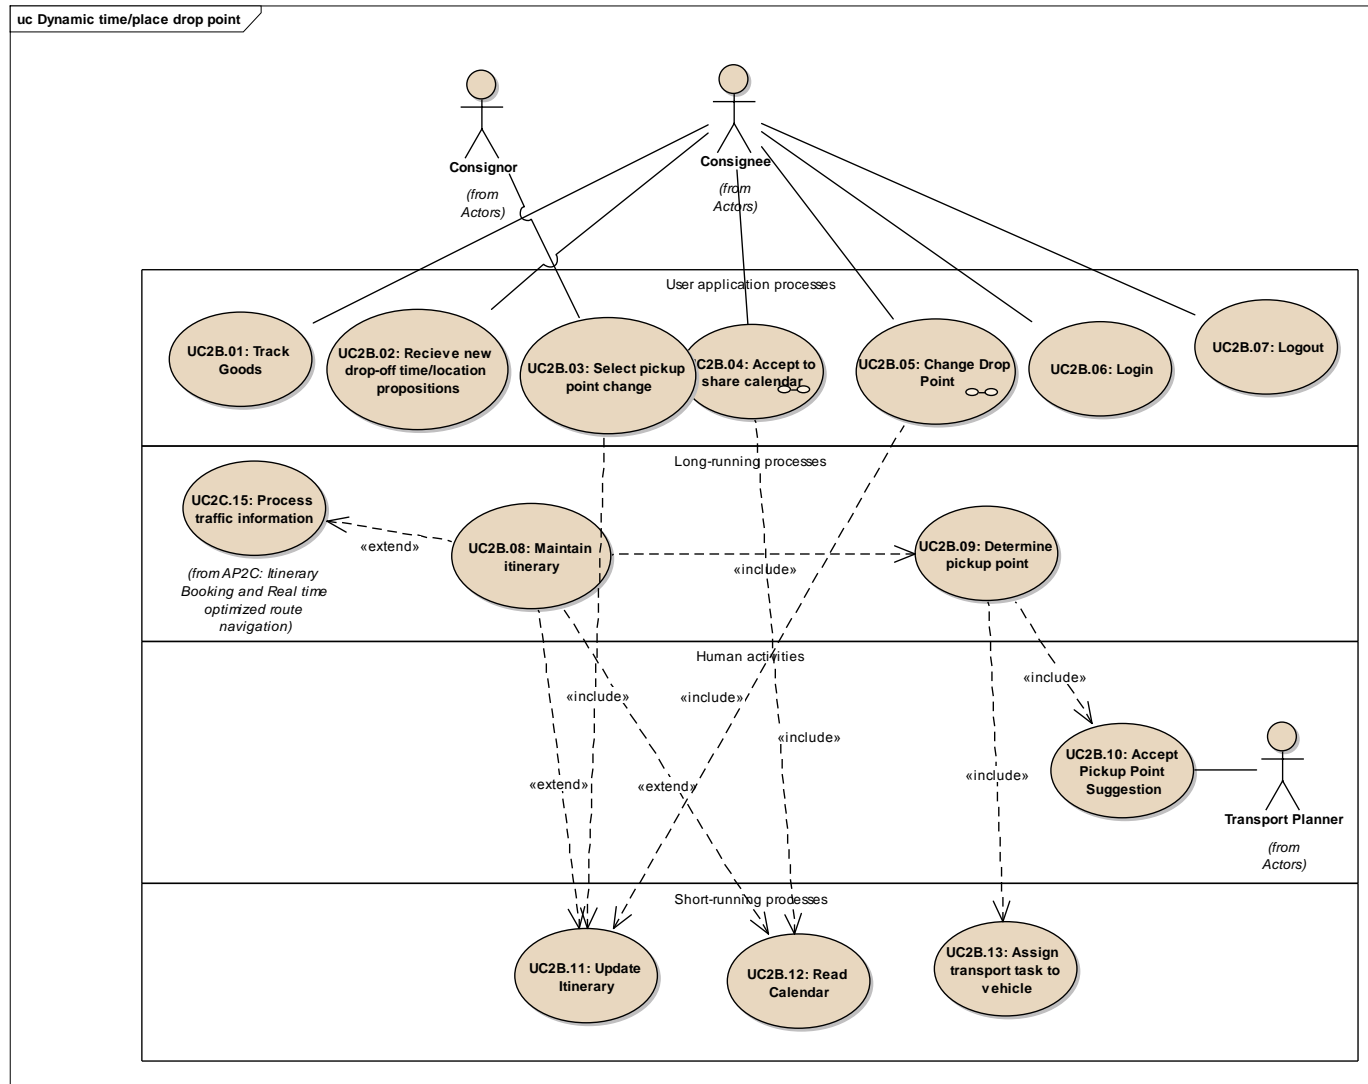 uc Dynamic time/place drop point
Consignor
(from
Actors)
Consignee
(from
Actors)
User application processes
UC2B.01: Track
Goods
UC2B.02: Recieve new
drop-off time/location
propositions
UC2B.03: Select pickup
point change
UC2B.04: Accept to
share calendar
UC2B.05: Change Drop
Point
UC2B.06: Login
UC2B.07: Logout
Long-running processes
UC2C.15: Process
traffic information
(from AP2C: Itinerary
Booking and Real time
optimized route
navigation)
«extend»
UC2B.08: Maintain
itinerary
«include»
UC2B.09: Determine
pickup point
Human activities
«include»
«include»
«include»
«include»
«extend»
«extend»
«include»
UC2B.10: Accept
Pickup Point
Suggestion
Transport Planner
(from
Actors)
Short-running processes
UC2B.11: Update
Itinerary
UC2B.12: Read
Calendar
UC2B.13: Assign
transport task to
vehicle